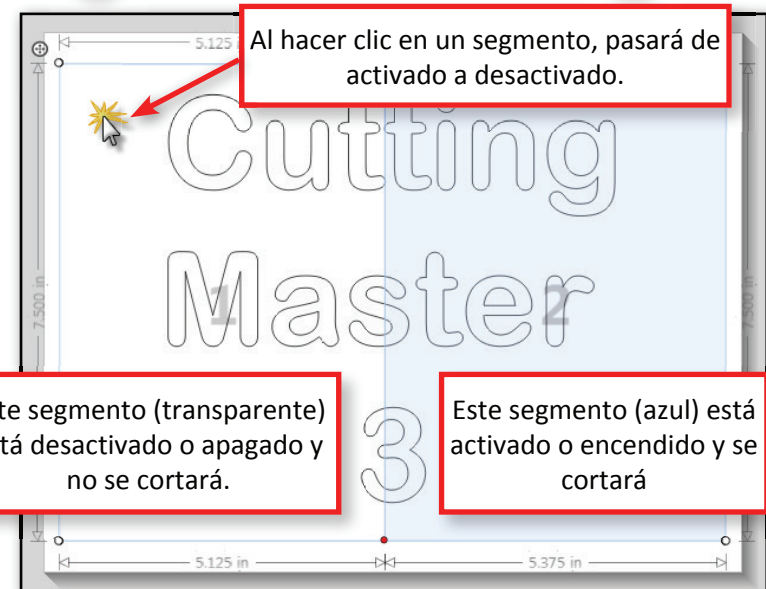 5.125
Al hacer clic en un segmento, pasará de
activado a desactivado.
Cutting
Master
1
2
3
7.500 in
7.500 in
te segmento (transparente)
tá desactivado o apagado y
no se cortará.
Este segmento (azul) está
activado o encendido y se
cortará
5.125 in
5.375 in